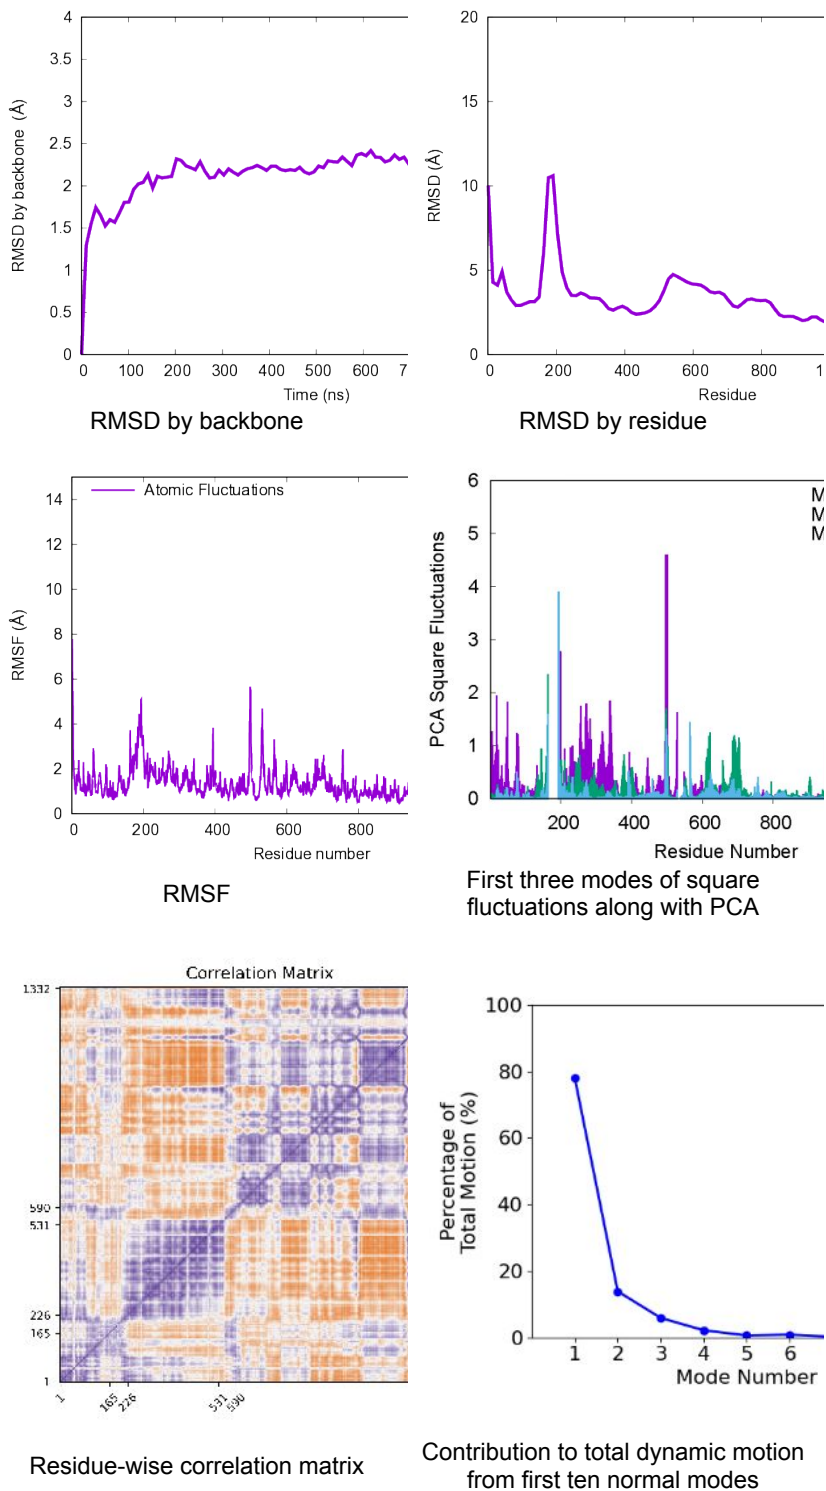 4
3.5
3
2.5
2
1.5
1
0.5
0
RMSD by backbone (Å)
0 100 200 300 400 500 600 7
Time (ns)
RMSD by backbone
20
15
10
5
0
RMSD (Å)
0 200 400 600 800 1
Residue
RMSD by residue
Atomic Fluctuations
14
12
10
8
6
4
2
0
RMSF (Å)
0 200 400 600 800
Residue number
RMSF
M
M
M
6
5
4
3
2
1
0
PCA Square Fluctuations
200 400 600 800
Residue Number
First three modes of square
fluctuations along with PCA
Correlation Matrix
1332
590
531
226
165
1
1 165 226 531 590
Residue-wise correlation matrix
100
80
60
40
20
0
Percentage of
Total Motion (%)
1 2 3 4 5 6
Mode Number
Contribution to total dynamic motion
from first ten normal modes